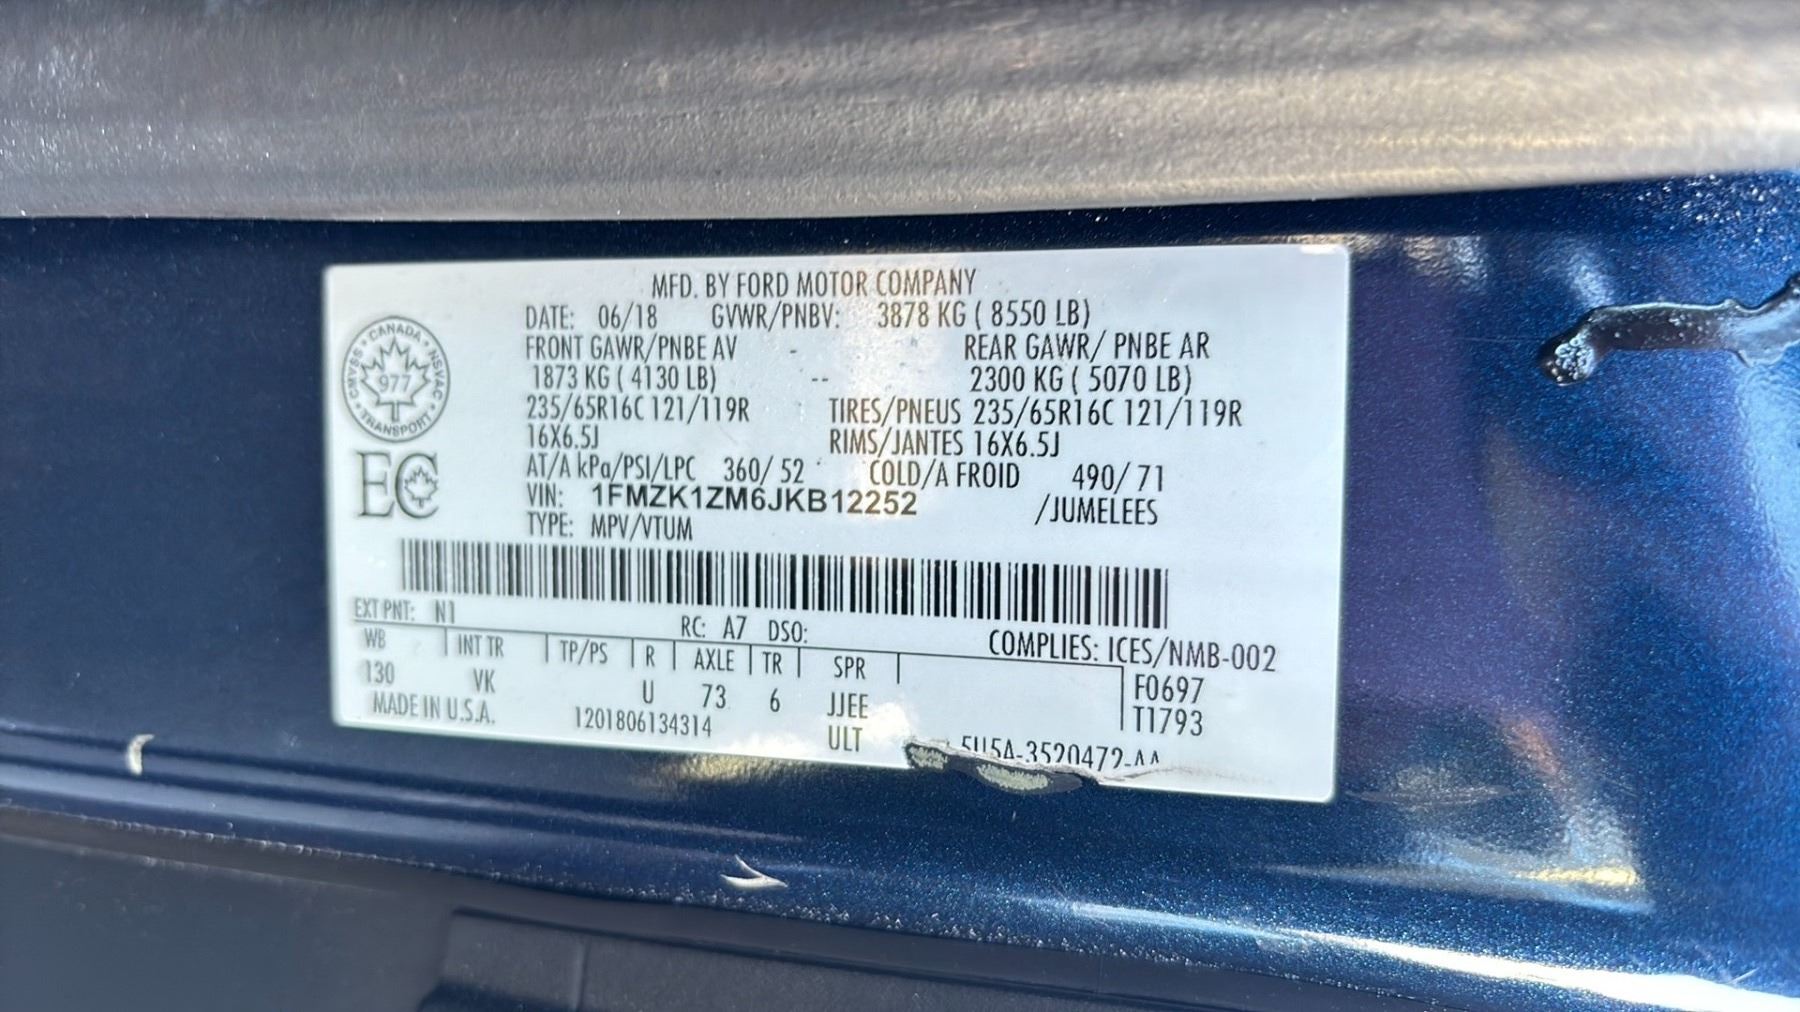 MFD. BY FORD MOTOR COMPANY
DATE: 06/18 GVWR/PNBV: 3878 KG ( 8550 LB)
FRONT GAWR/PNBE AV - REAR GAWR/ PNBE AR
1873 KG ( 4130 LB) -- 2300 KG ( 5070 LB)
235/65R16C 121/119R TIRES/PNEUS 235/65R16C 121/119R
16X6.5J RIMS/JANTES 16X6.5J
AT/A kPa/PSI/LPC 360/ 52 COLD/A FROID 490/ 71
VIN: 1FMZK1ZM6JKB12252 /JUMELEES
TYPE: MPV/VTUM
CANADA
CMVSS NSVAC
977
TRANSPORT
EC
EXT PNT: N1 RC: A7 DSO: COMPLIES: ICES/NMB-002
WB INT TR TP/PS R AXLE TR SPR
130 VK U 73 6 JJEE F0697
MADE IN U.S.A. 1201806134314 ULT T1793
5U5A-3520472-AA